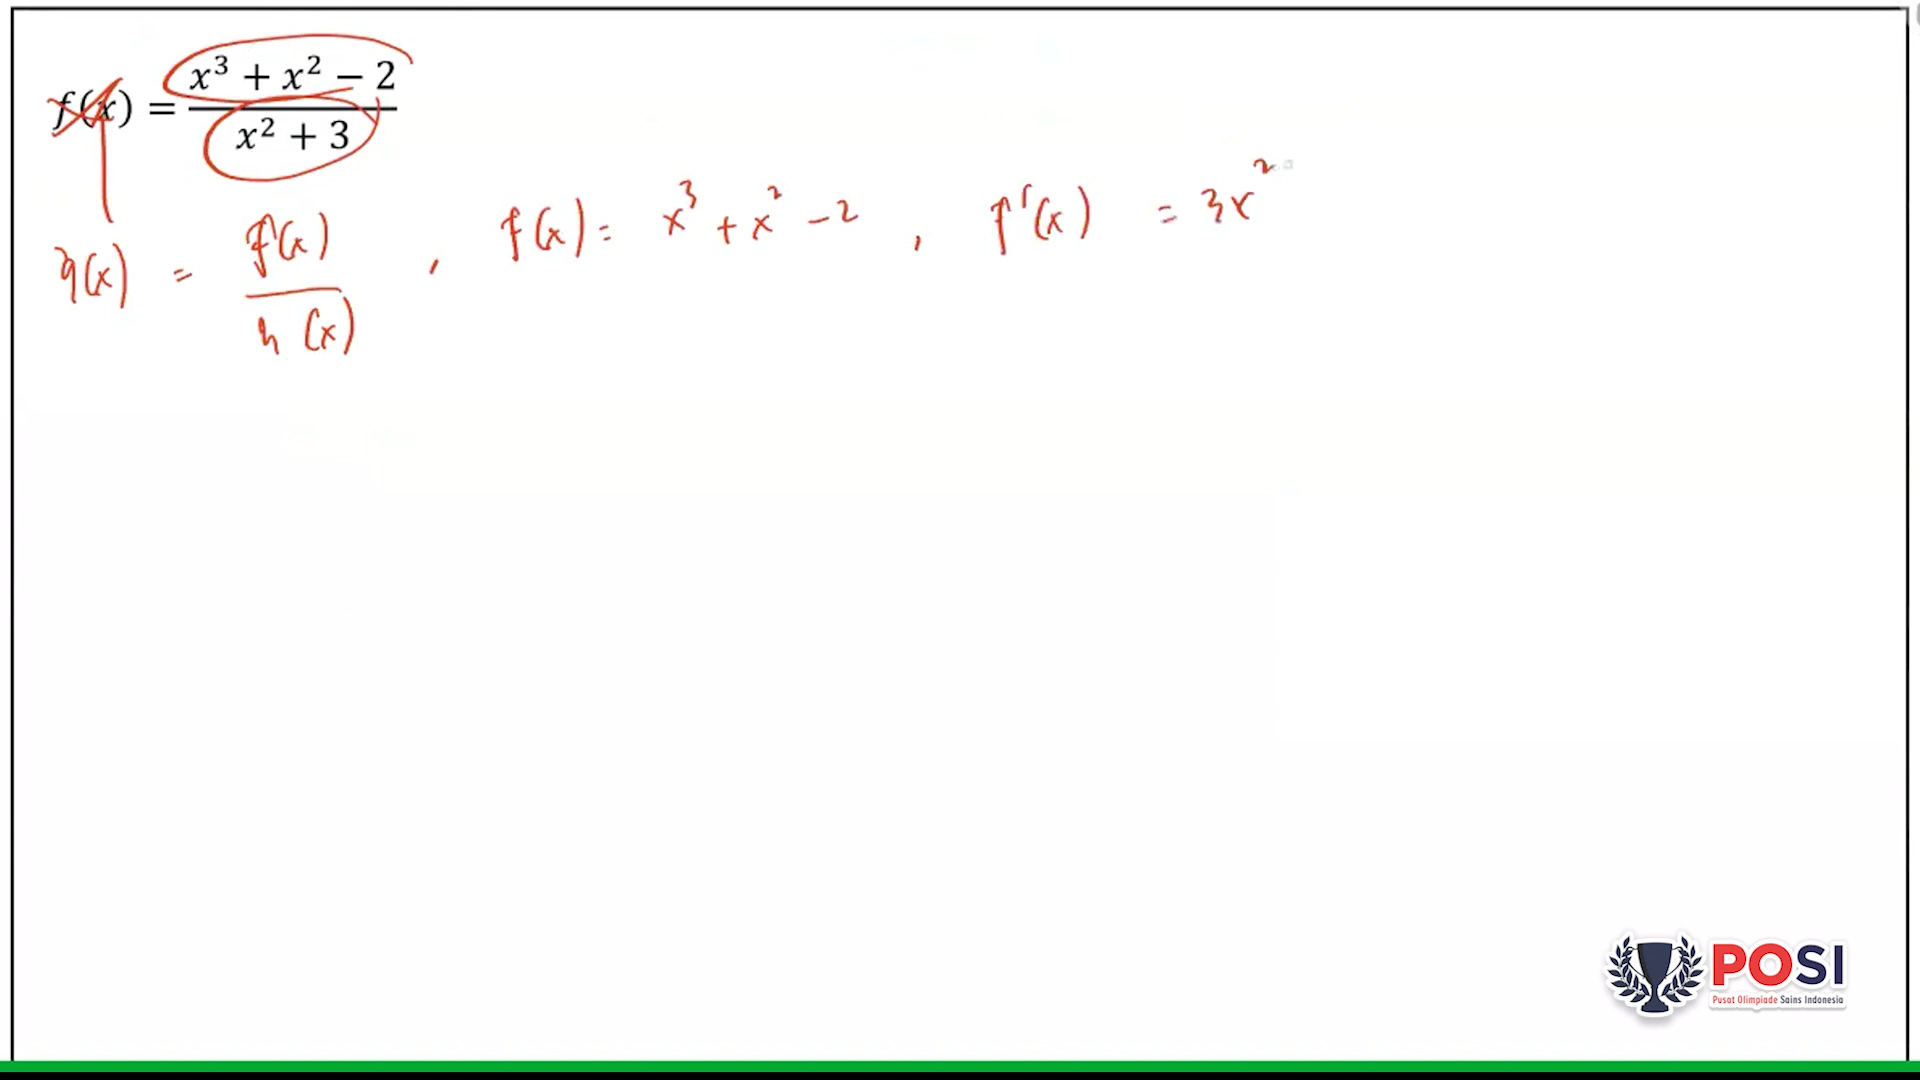 f(x) = x³ + x² − 2 / x² + 3
g(x) = f(x) / h(x) , f(x) = x³ + x² − 2 , f'(x) = 3x²
POSI
Pusat Olimpiade Sains Indonesia